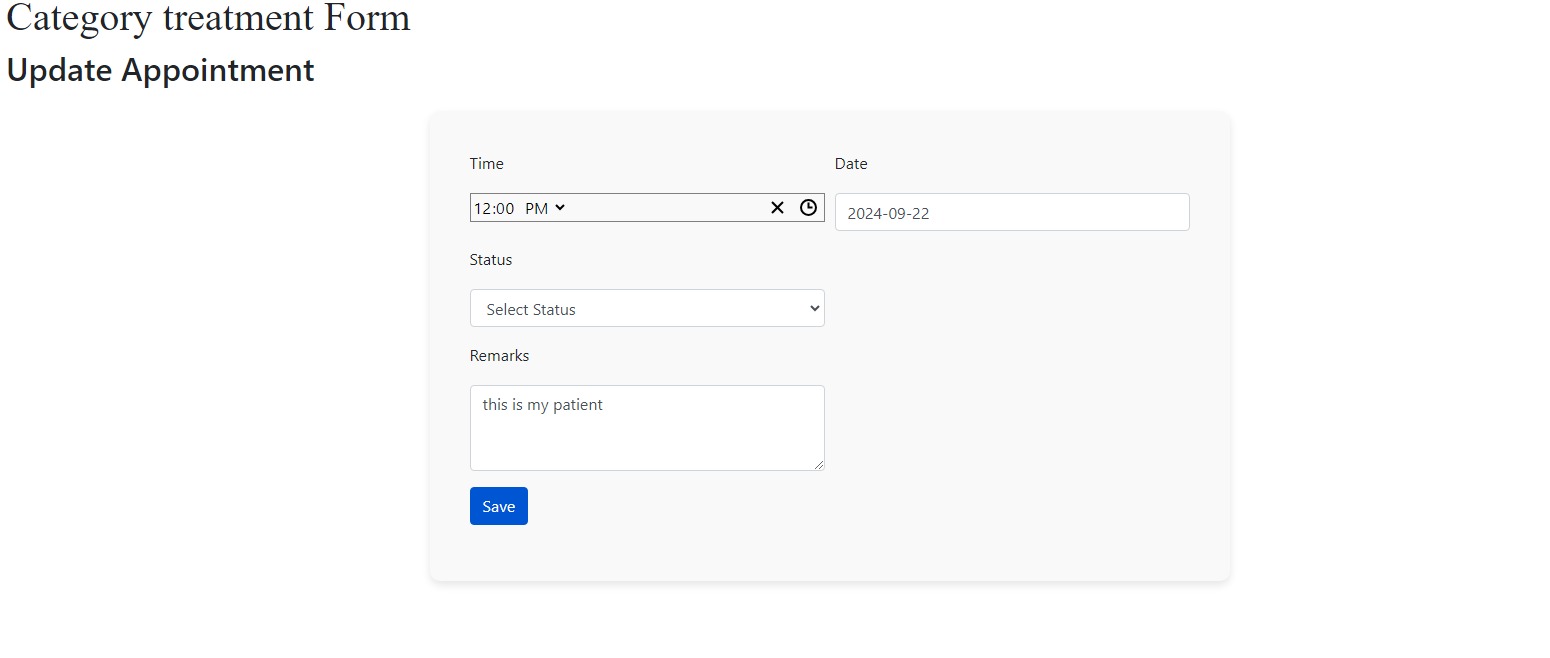 Category treatment Form
Update Appointment
Time Date
12:00 PM 2024-09-22
Status
Select Status
Remarks
this is my patient
Save